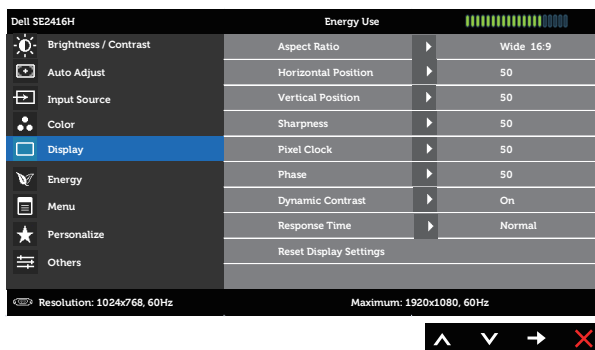 Dell SE2416H Energy Use
Brightness / Contrast
Auto Adjust
Input Source
Color
Display
Energy
Menu
Personalize
Others
Aspect Ratio Wide 16:9
Horizontal Position 50
Vertical Position 50
Sharpness 50
Pixel Clock 50
Phase 50
Dynamic Contrast On
Response Time Normal
Reset Display Settings
Resolution: 1024x768, 60Hz Maximum: 1920x1080, 60Hz